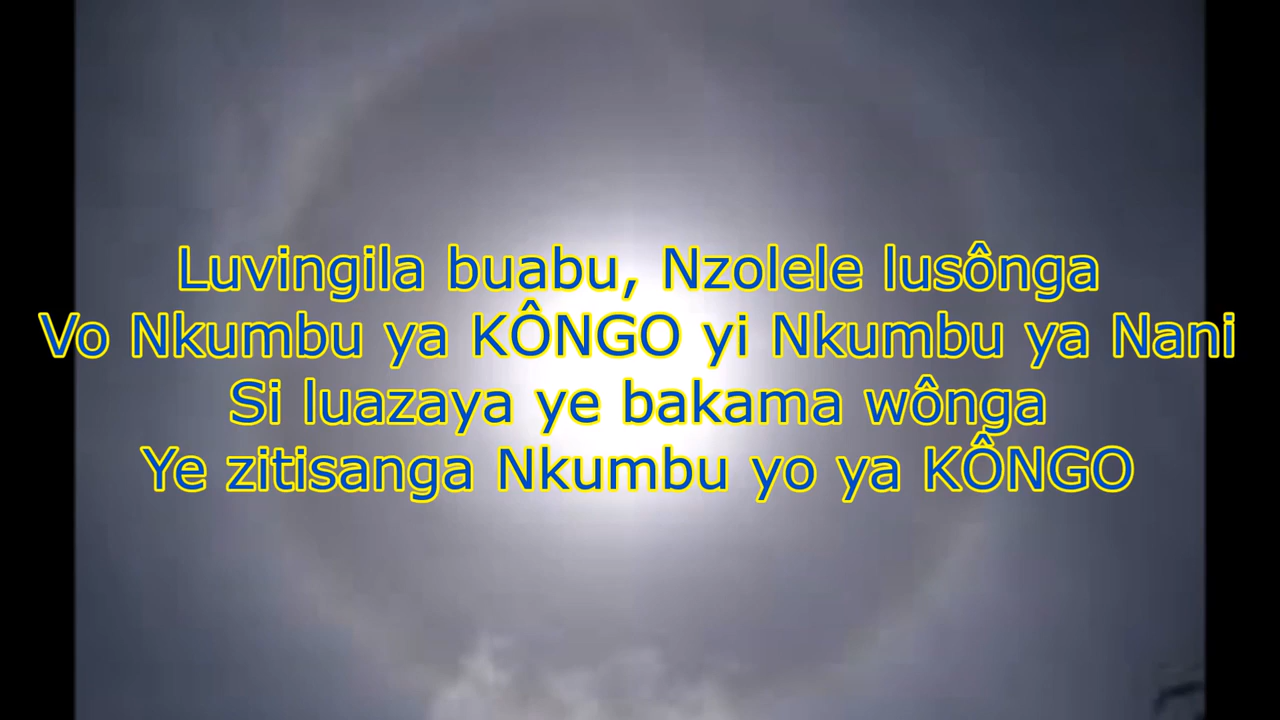 Luvingila buabu, Nzolele lusônga
Vo Nkumbu ya KÔNGO yi Nkumbu ya Nani
Si luazaya ye bakama wônga
Ye zitisanga Nkumbu yo ya KÔNGO